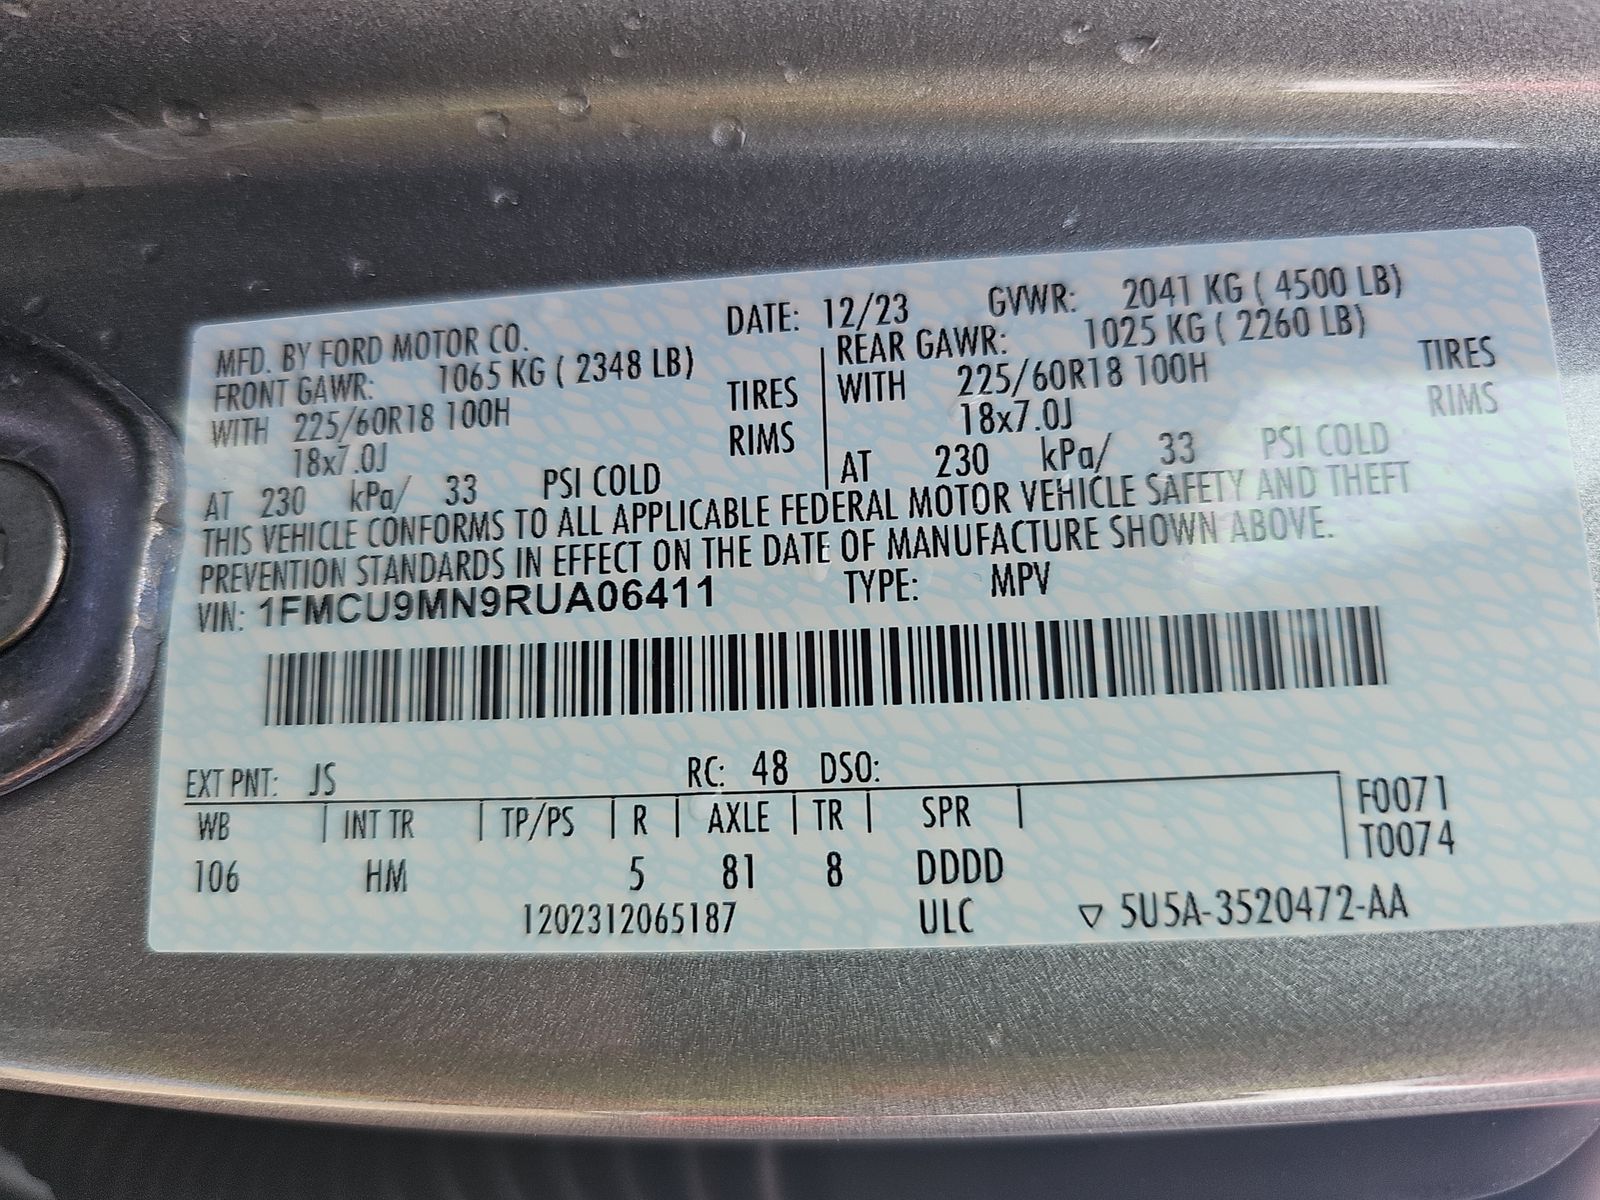 MFD. BY FORD MOTOR CO. DATE: 12/23 GVWR: 2041 KG ( 4500 LB)
FRONT GAWR: 1065 KG ( 2348 LB) REAR GAWR: 1025 KG ( 2260 LB)
WITH 225/60R18 100H TIRES WITH 225/60R18 100H TIRES
18x7.0J RIMS 18x7.0J RIMS
AT 230 kPa/ 33 PSI COLD AT 230 kPa/ 33 PSI COLD
THIS VEHICLE CONFORMS TO ALL APPLICABLE FEDERAL MOTOR VEHICLE SAFETY AND THEFT
PREVENTION STANDARDS IN EFFECT ON THE DATE OF MANUFACTURE SHOWN ABOVE.
VIN: 1FMCU9MN9RUA06411 TYPE: MPV
EXT PNT: JS RC: 48 DSO:
WB INT TR TP/PS R AXLE TR SPR F0071
106 HM 5 81 8 DDDD T0074
1202312065187 ULC ▽ 5U5A-3520472-AA